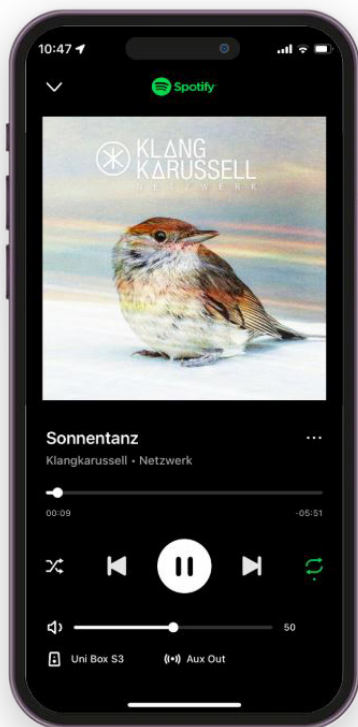 10:47
Spotify
KLANG
KARUSSELL
NETZWERK
Sonnentanz
Klangkarussell • Netzwerk
00:09
-05:51
50
Uni Box S3
Aux Out